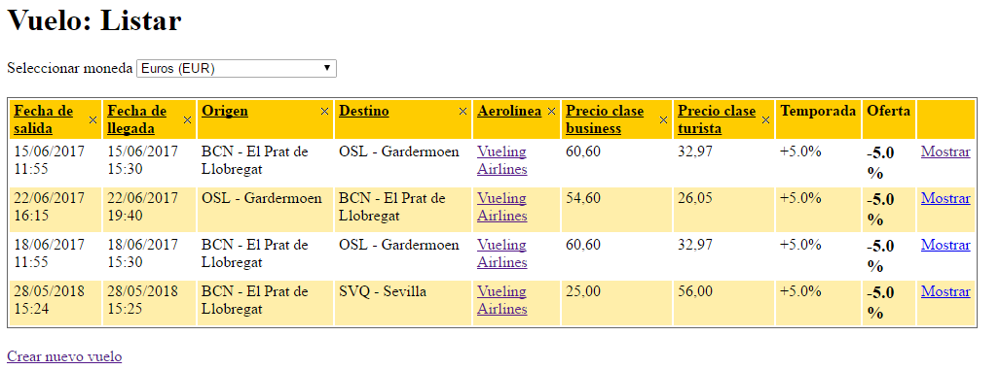 Vuelo: Listar
Seleccionar moneda Euros (EUR)
Fecha de salida Fecha de llegada Origen Destino Aerolínea Precio clase business Precio clase turista Temporada Oferta
15/06/2017 11:55 15/06/2017 15:30 BCN - El Prat de Llobregat OSL - Gardermoen Vueling Airlines 60,60 32,97 +5.0% -5.0 % Mostrar
22/06/2017 16:15 22/06/2017 19:40 OSL - Gardermoen BCN - El Prat de Llobregat Vueling Airlines 54,60 26,05 +5.0% -5.0 % Mostrar
18/06/2017 11:55 18/06/2017 15:30 BCN - El Prat de Llobregat OSL - Gardermoen Vueling Airlines 60,60 32,97 +5.0% -5.0 % Mostrar
28/05/2018 15:24 28/05/2018 15:25 BCN - El Prat de Llobregat SVQ - Sevilla Vueling Airlines 25,00 56,00 +5.0% -5.0 % Mostrar
Crear nuevo vuelo